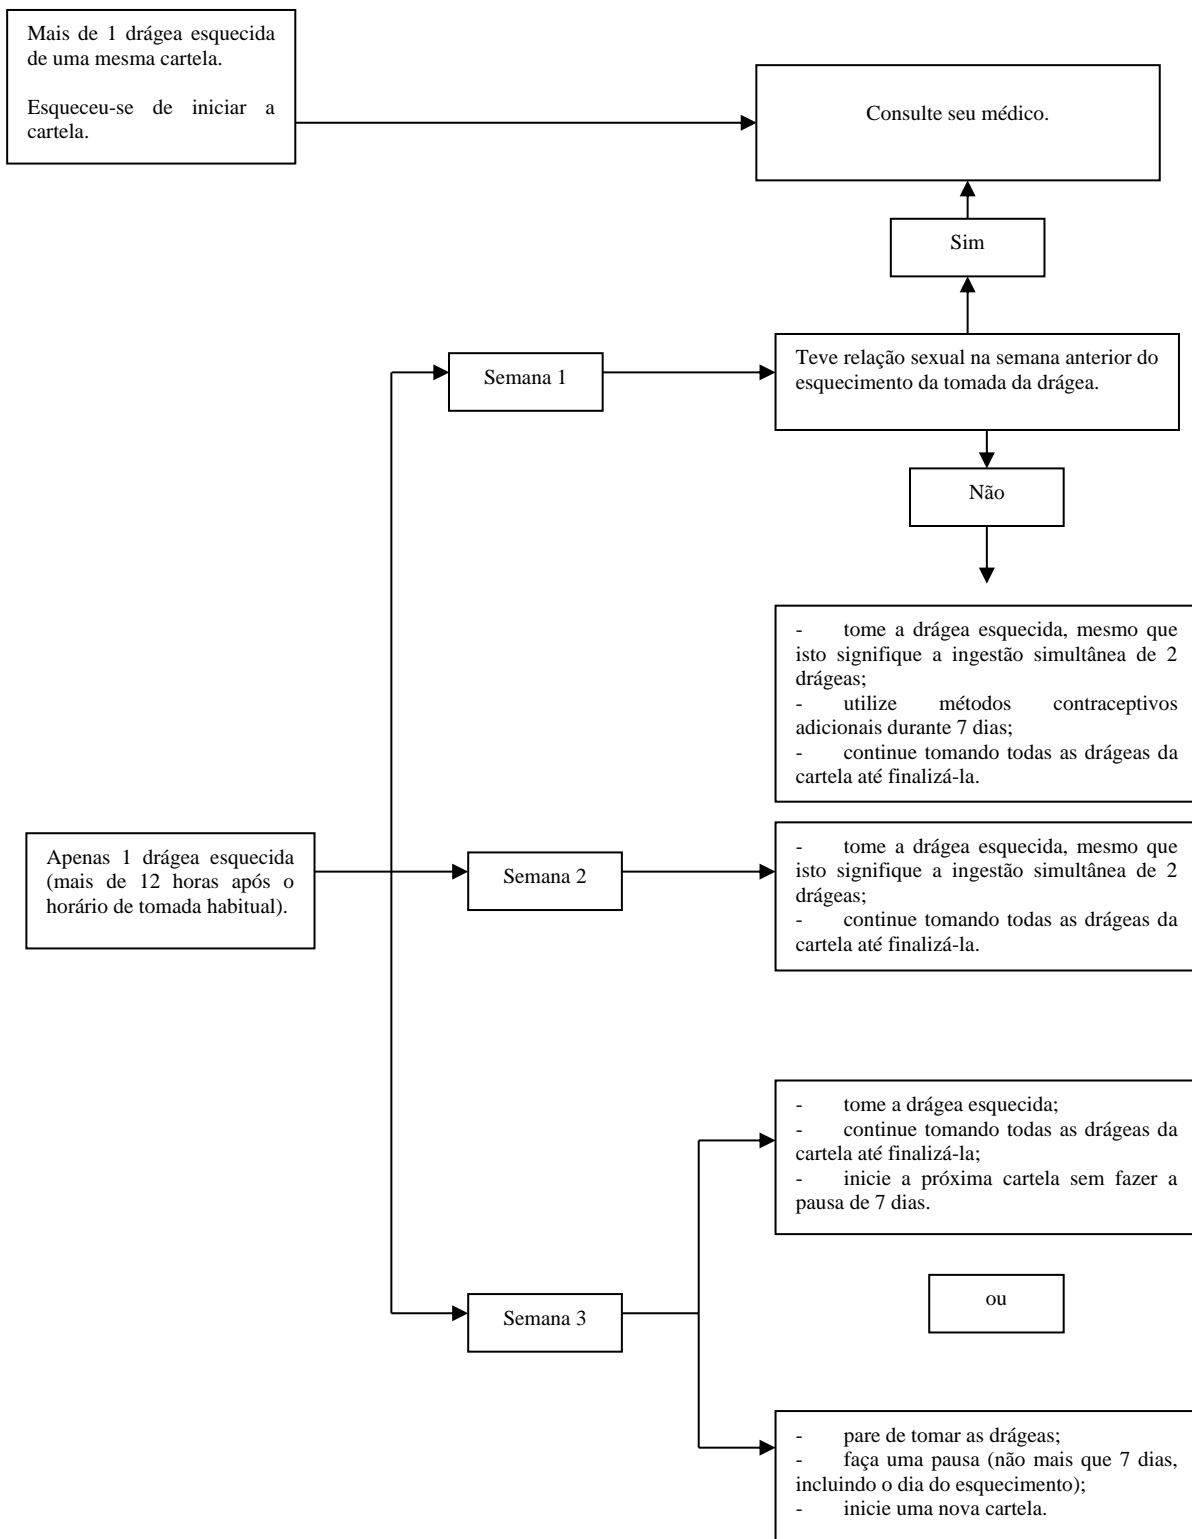 Mais de 1 drágea esquecida
de uma mesma cartela.
Esqueceu-se de iniciar a
cartela.
Consulte seu médico.
Sim
Teve relação sexual na semana anterior do
esquecimento da tomada da drágea.
Semana 1
Não
- tome a drágea esquecida, mesmo que
isto signifique a ingestão simultânea de 2
drágeas;
- utilize métodos contraceptivos
adicionais durante 7 dias;
- continue tomando todas as drágeas da
cartela até finalizá-la.
Apenas 1 drágea esquecida
(mais de 12 horas após o
horário de tomada habitual).
Semana 2
- tome a drágea esquecida, mesmo que
isto signifique a ingestão simultânea de 2
drágeas;
- continue tomando todas as drágeas da
cartela até finalizá-la.
Semana 3
- tome a drágea esquecida;
- continue tomando todas as drágeas da
cartela até finalizá-la;
- inicie a próxima cartela sem fazer a
pausa de 7 dias.
ou
- pare de tomar as drágeas;
- faça uma pausa (não mais que 7 dias,
incluindo o dia do esquecimento);
- inicie uma nova cartela.